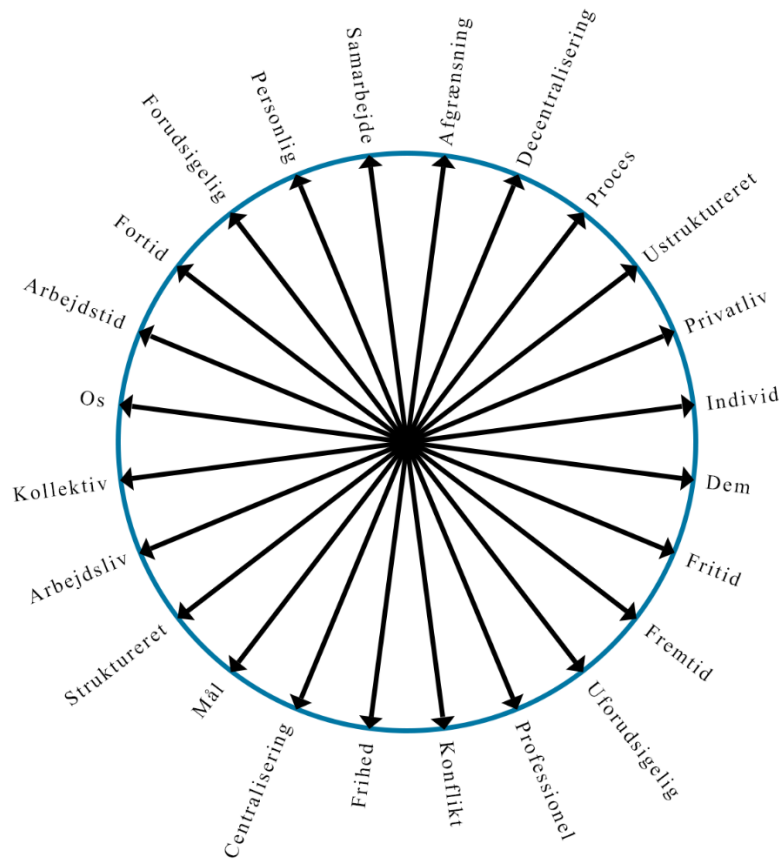 Samarbejde
Afgrænsning
Decentralisering
Proces
Ustruktureret
Privatliv
Individ
Dem
Fritid
Fremtid
Uforudsigelig
Professionel
Konflikt
Frihed
Centralisering
Mål
Struktureret
Arbejdsliv
Kollektiv
Os
Arbejdstid
Fortid
Forudsigelig
Personlig